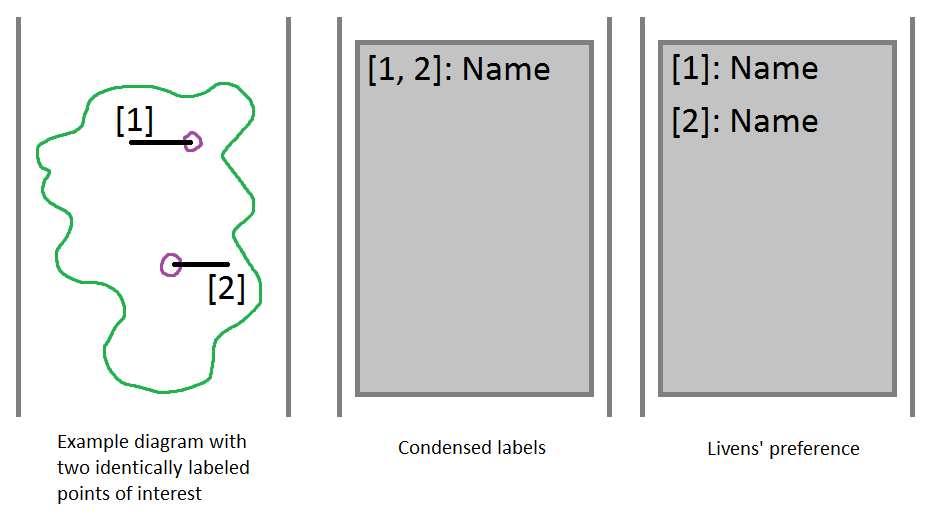 [1]
[2]
Example diagram with
two identically labeled
points of interest
[1, 2]: Name
Condensed labels
[1]: Name
[2]: Name
Livens' preference